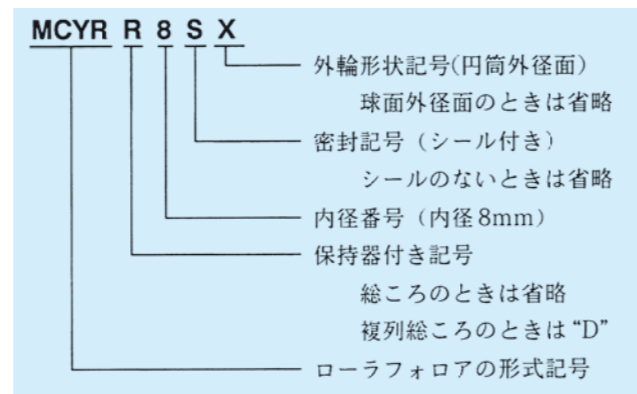 MCYR R 8 S X
外輪形状記号(円筒外径面)
球面外径面のときは省略
密封記号（シール付き）
シールのないときは省略
内径番号（内径8mm）
保持器付き記号
総ころのときは省略
複列総ころのときは“D”
ローラフォロアの形式記号